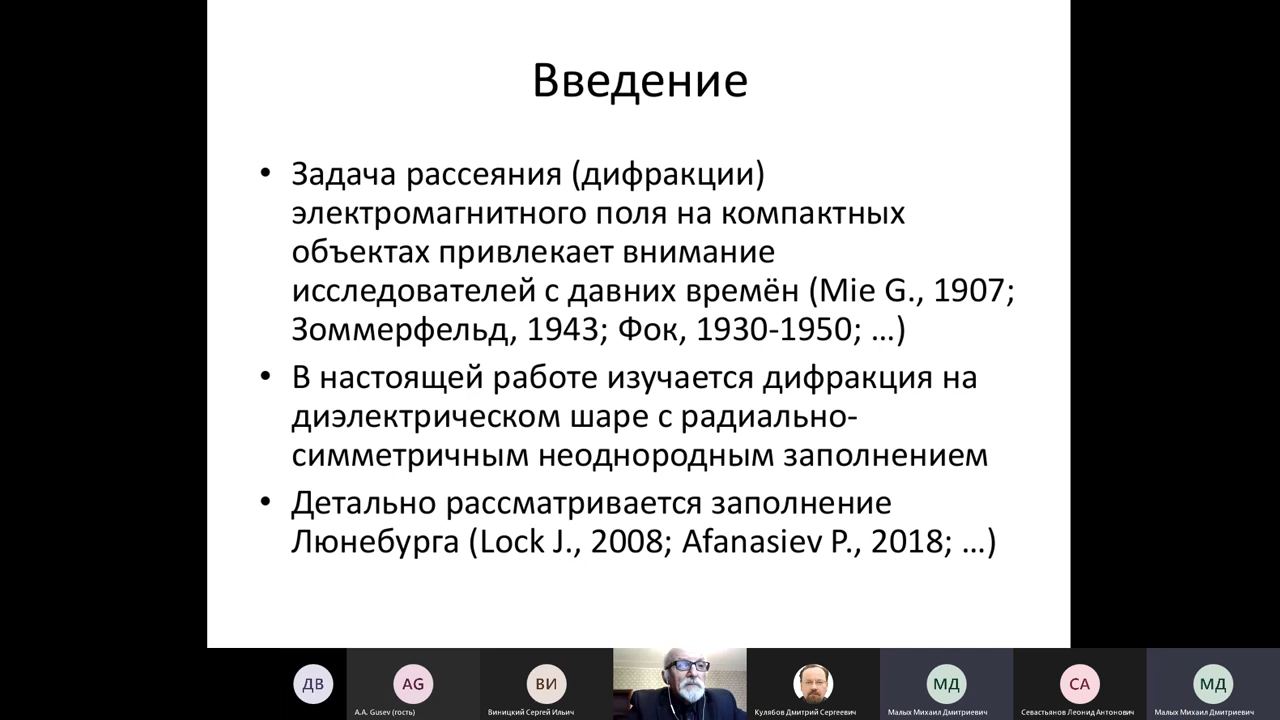 Введение
• Задача рассеяния (дифракции)
электромагнитного поля на компактных
объектах привлекает внимание
исследователей с давних времён (Mie G., 1907;
Зоммерфельд, 1943; Фок, 1930-1950; …)
• В настоящей работе изучается дифракция на
диэлектрическом шаре с радиально-
симметричным неоднородным заполнением
• Детально рассматривается заполнение
Люнебурга (Lock J., 2008; Afanasiev P., 2018; …)
ДВ
AG
ВИ
МД
СА
МД
A.A. Gusev (гость)
Виницкий Сергей Ильич
Кулябов Дмитрий Сергеевич
Малых Михаил Дмитриевич
Севастьянов Леонид Антонович
Малых Михаил Дмитриевич